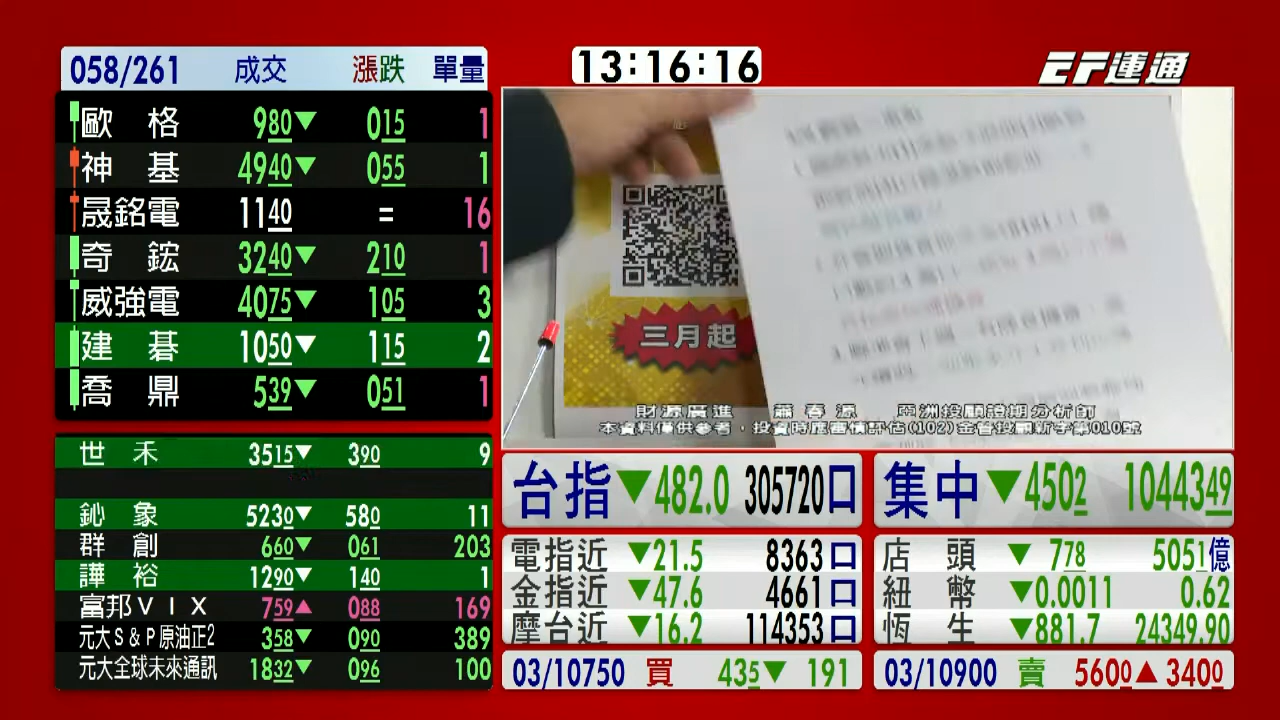 058/261 成交 漲跌 單量
13:16:16
EF運通
歐格 980▼ 015 1
神基 4940▼ 055 1
晟銘電 1140 = 16
奇鋐 3240▼ 210 1
威強電 4075▼ 105 3
建碁 1050▼ 115 2
喬鼎 539▼ 051 1
世禾 3515▼ 390 9
鈊象 5230▼ 580 11
群創 660▼ 061 203
譁裕 1290▼ 140 1
富邦VIX 759▲ 088 169
元大S&P原油正2 358▼ 090 389
元大全球未來通訊 1832▼ 096 100
三月起
財源廣進 蕭春源 亞洲投顧證期分析師
本資料僅供參考，投資時應審慎評估(102)金管投顧新字第010號
台指▼482.0 305720口
集中▼4502 1044349
電指近 ▼21.5 8363口
金指近 ▼47.6 4661口
摩台近 ▼16.2 114353口
店頭 ▼ 778 5051億
紐幣 ▼0.0011 0.62
恆生 ▼881.7 24349.90
03/10750 買 435▼ 191
03/10900 賣 5600▲ 3400